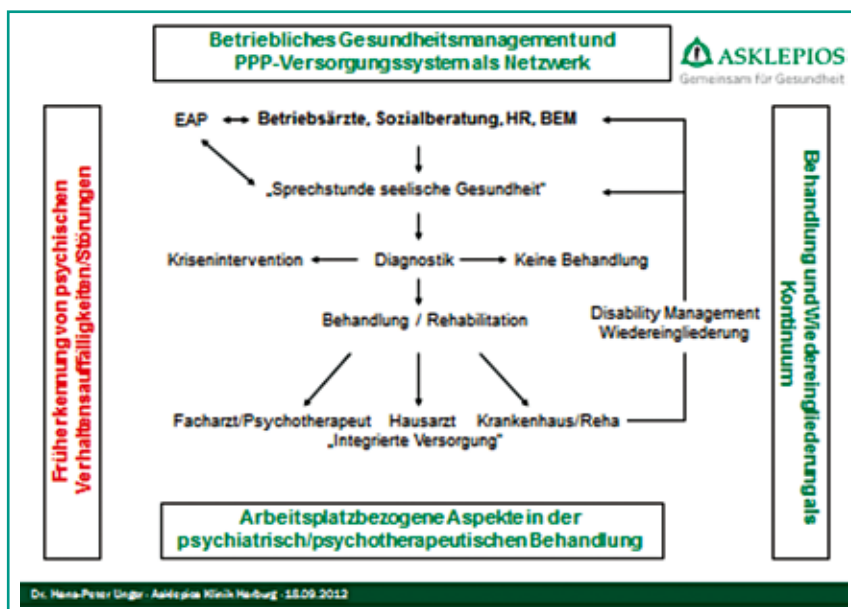 Betriebliches Gesundheitsmanagement und
PPP-Versorgungssystem als Netzwerk
ASKLEPIOS
Gemeinsam für Gesundheit
Früherkennung von psychischen
Verhaltensauffälligkeiten/Störungen
EAP
Betriebsärzte, Sozialberatung, HR, BEM
„Sprechstunde seelische Gesundheit"
Krisenintervention
Diagnostik
Keine Behandlung
Behandlung / Rehabilitation
Disability Management
Wiedereingliederung
Facharzt/Psychotherapeut
Hausarzt
Krankenhaus/Reha
„Integrierte Versorgung"
Behandlung und Wiedereingliederung als
Kontinuum
Arbeitsplatzbezogene Aspekte in der
psychiatrisch/psychotherapeutischen Behandlung
Dr. Hans-Peter Unger - Asklepios Klinik Harburg - 18.09.2012